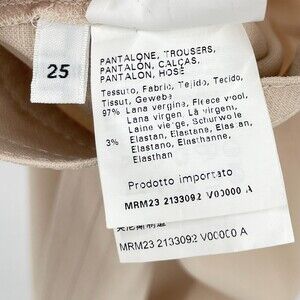 25
PANTALONE, TROUSERS,
PANTALÓN, CALÇAS,
PANTALON, HOSE
Tessuto, Fabric, Tejido, Tecido,
Tissut, Gewebe
97% Lana vergine, Fleece wool,
Lana virgen, Lã virgem,
Laine vierge, Schurwolle
3% Elastan, Elastane, Elastan,
Elastano, Elasthanne,
Elasthan
Prodotto importato
MRM23 2133092 V00000 A
MRM23 2133092 V00000 A